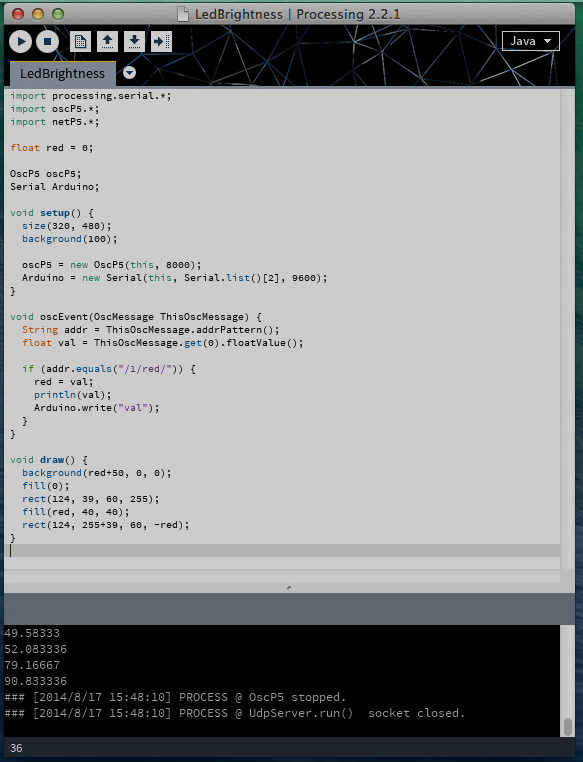 LedBrightness | Processing 2.2.1
Java
LedBrightness
import processing.serial.*;
import oscP5.*;
import netP5.*;

float red = 0;

OscP5 oscP5;
Serial Arduino;

void setup() {
  size(320, 480);
  background(100);

  oscP5 = new OscP5(this, 8000);
  Arduino = new Serial(this, Serial.list()[2], 9600);
}

void oscEvent(OscMessage ThisOscMessage) {
  String addr = ThisOscMessage.addrPattern();
  float val = ThisOscMessage.get(0).floatValue();

  if (addr.equals("/1/red/")) {
    red = val;
    println(val);
    Arduino.write("val");
  }
}

void draw() {
  background(red+50, 0, 0);
  fill(0);
  rect(124, 39, 60, 255);
  fill(red, 40, 40);
  rect(124, 255+39, 60, -red);
}
49.58333
52.083336
79.16667
90.833336
### [2014/8/17 15:48:10] PROCESS @ OscP5 stopped.
### [2014/8/17 15:48:10] PROCESS @ UdpServer.run()  socket closed.
36